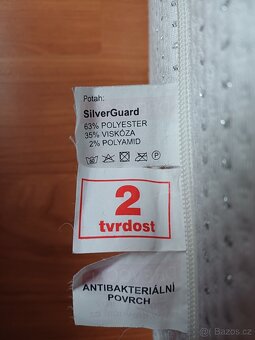 Potah:
SilverGuard
63% POLYESTER
35% VISKÓZA
2% POLYAMID
2
tvrdost
ANTIBAKTERIÁLNÍ
POVRCH
© Bazos.cz